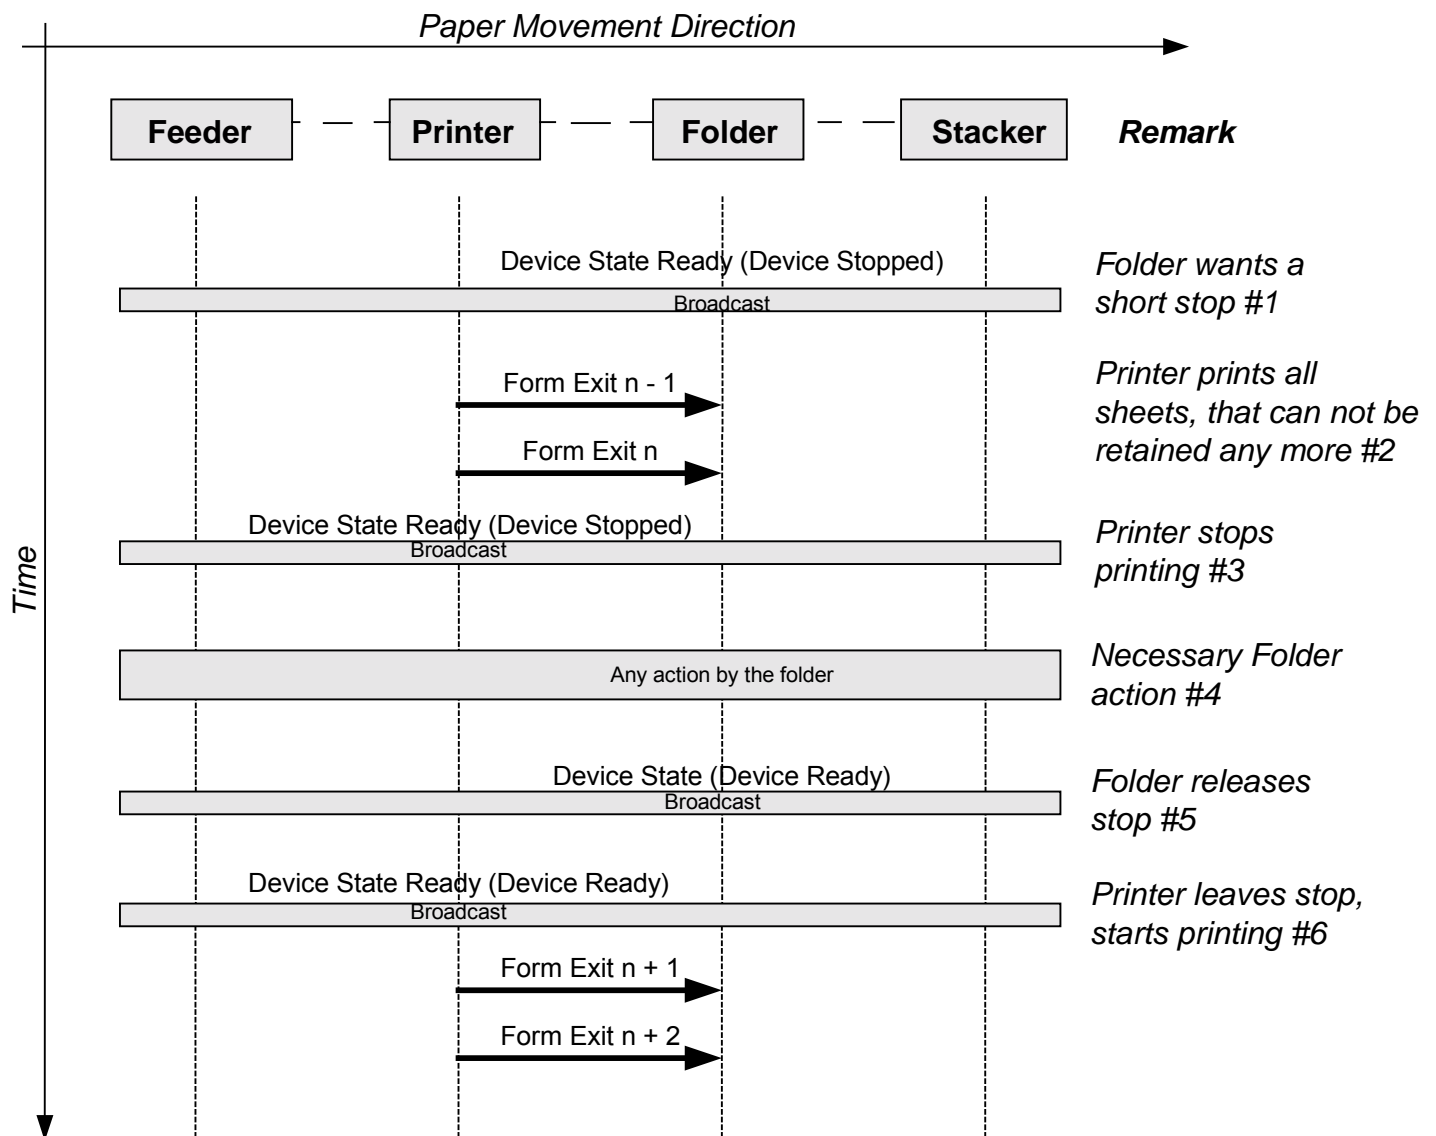 Paper Movement Direction
Feeder Printer Folder Stacker Remark
Device State Ready (Device Stopped)
Broadcast
Folder wants a
short stop #1
Form Exit n - 1
Form Exit n
Printer prints all
sheets, that can not be
retained any more #2
Device State Ready (Device Stopped)
Broadcast
Printer stops
printing #3
Time
Any action by the folder
Necessary Folder
action #4
Device State (Device Ready)
Broadcast
Folder releases
stop #5
Device State Ready (Device Ready)
Broadcast
Printer leaves stop,
starts printing #6
Form Exit n + 1
Form Exit n + 2